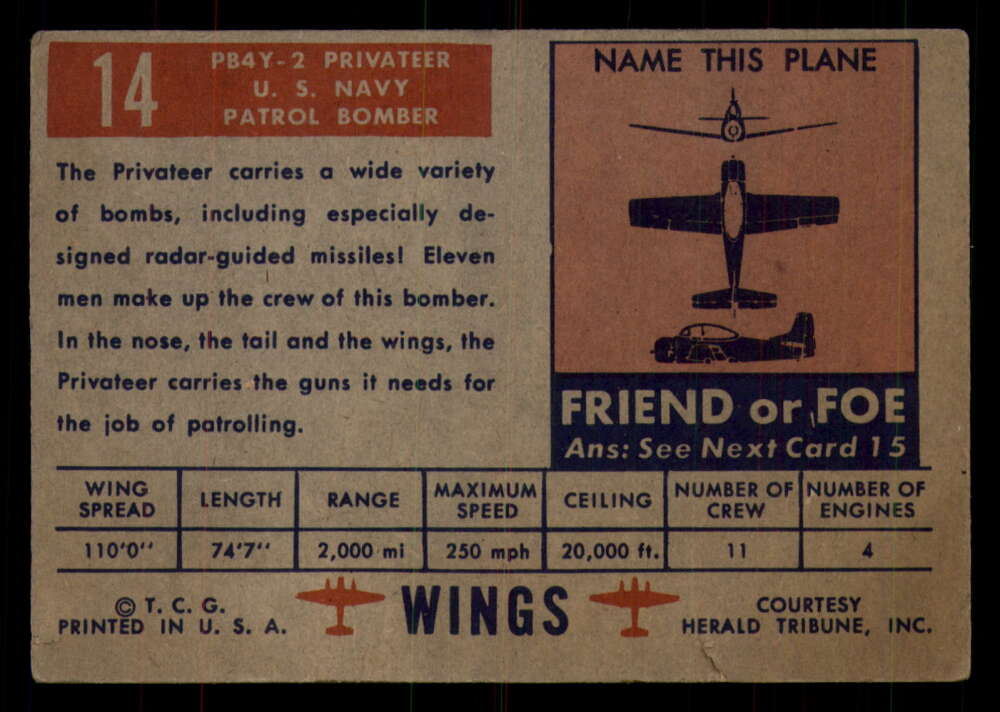 14
PB4Y-2 PRIVATEER
U. S. NAVY
PATROL BOMBER
The Privateer carries a wide variety
of bombs, including especially de-
signed radar-guided missiles! Eleven
men make up the crew of this bomber.
In the nose, the tail and the wings, the
Privateer carries the guns it needs for
the job of patrolling.
NAME THIS PLANE
FRIEND or FOE
Ans: See Next Card 15
WING SPREAD LENGTH RANGE MAXIMUM SPEED CEILING NUMBER OF CREW NUMBER OF ENGINES
110'0" 74'7" 2,000 mi 250 mph 20,000 ft. 11 4
© T. C. G.
PRINTED IN U. S. A.
WINGS
COURTESY
HERALD TRIBUNE, INC.